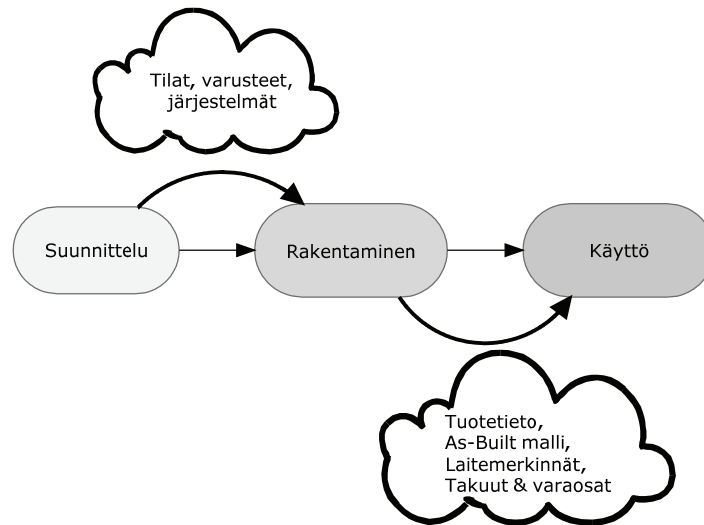 Tilat, varusteet,
järjestelmät
Suunnittelu
Rakentaminen
Käyttö
Tuotetieto,
As-Built malli,
Laitemerkinnät,
Takuut & varaosat